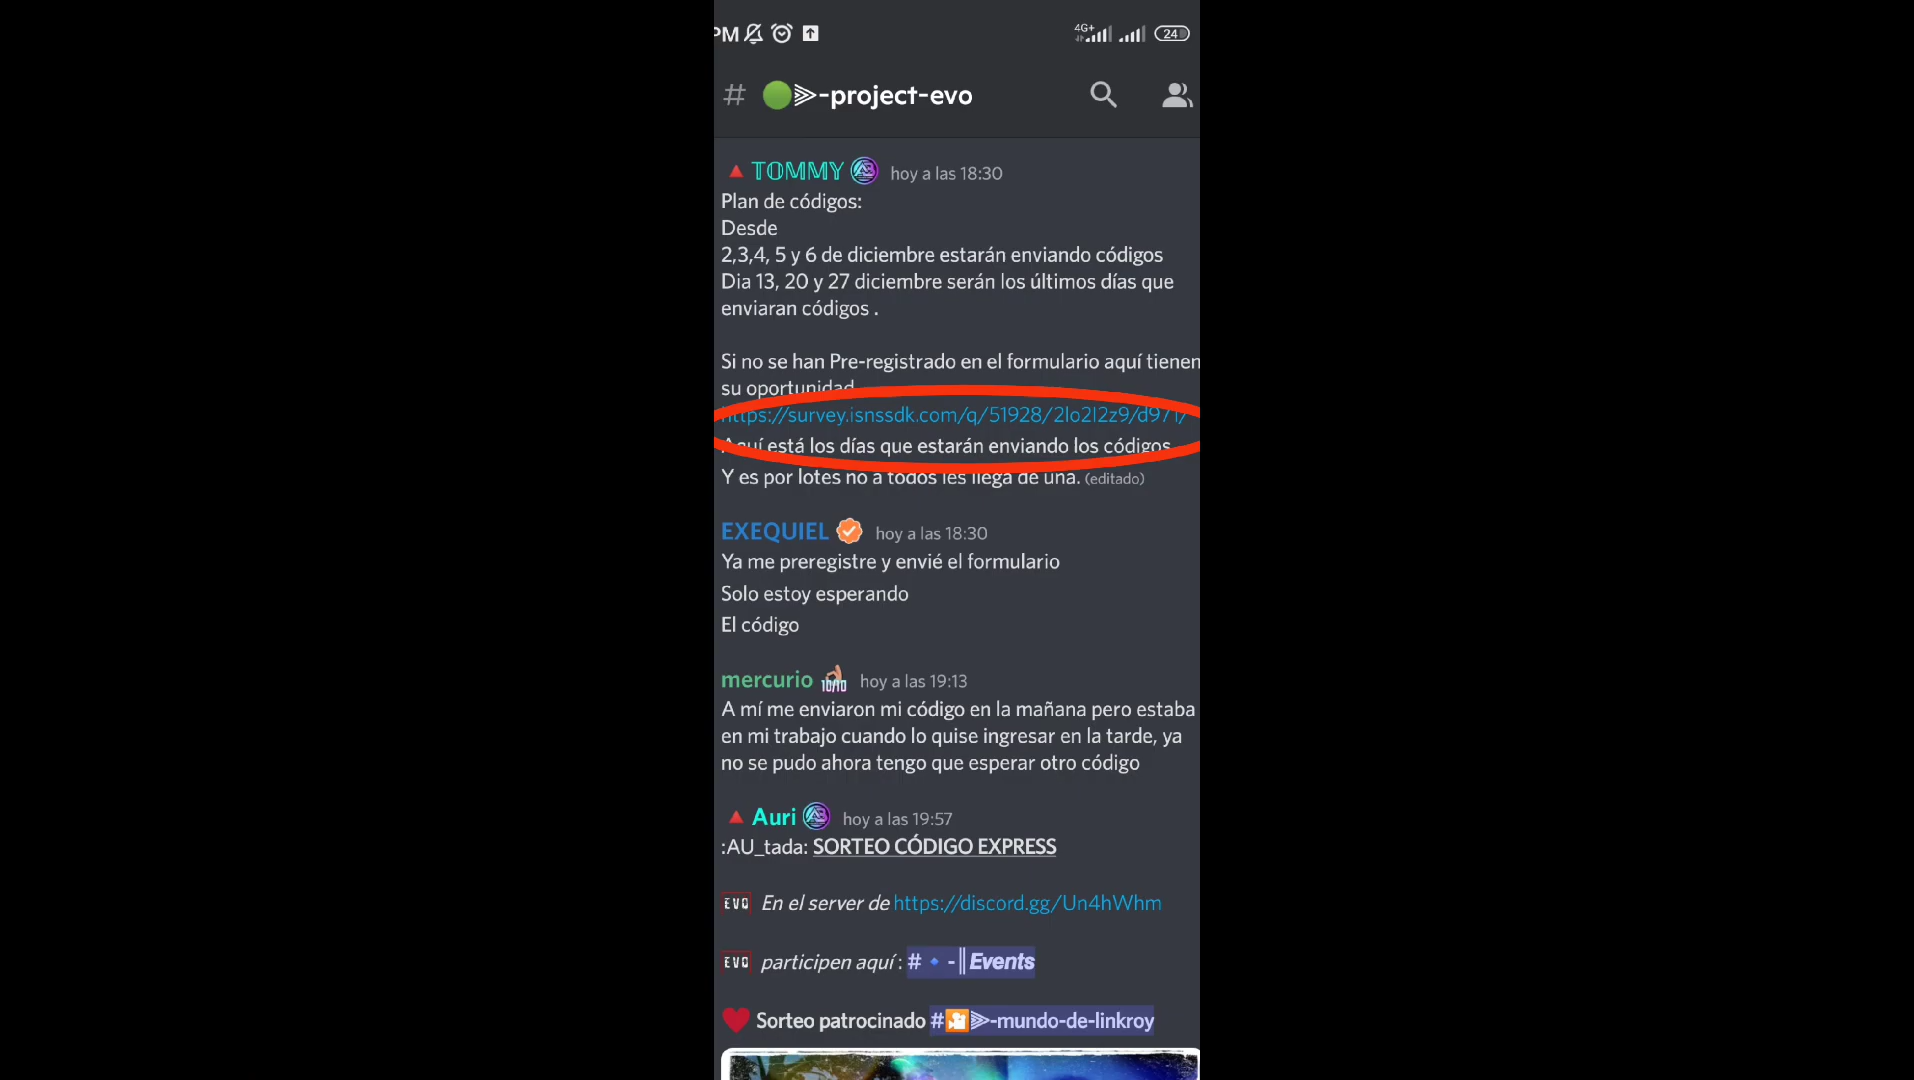 PM 4G+ 24
# -project-evo
TOMMY hoy a las 18:30
Plan de códigos:
Desde
2,3,4, 5 y 6 de diciembre estarán enviando códigos
Dia 13, 20 y 27 diciembre serán los últimos días que
enviaran códigos .
Si no se han Pre-registrado en el formulario aquí tienen
su oportunidad
https://survey.isnssdk.com/q/51928/2lo2l2z9/d971/
Aquí está los días que estarán enviando los códigos
Y es por lotes no a todos les llega de una. (editado)
EXEQUIEL hoy a las 18:30
Ya me preregistre y envié el formulario
Solo estoy esperando
El código
mercurio 10/10 hoy a las 19:13
A mí me enviaron mi código en la mañana pero estaba
en mi trabajo cuando lo quise ingresar en la tarde, ya
no se pudo ahora tengo que esperar otro código
Auri hoy a las 19:57
:AU_tada: SORTEO CÓDIGO EXPRESS
EVO En el server de https://discord.gg/Un4hWhm
EVO participen aquí : # -║Events
Sorteo patrocinado # -mundo-de-linkroy